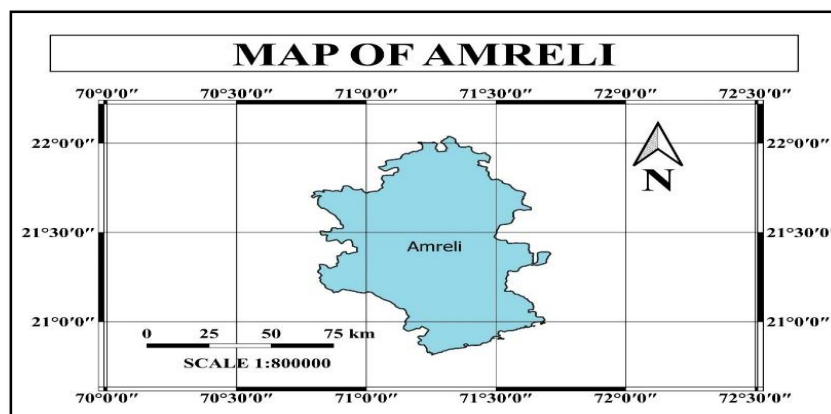 MAP OF AMRELI
70°0′0″ 70°30′0″ 71°0′0″ 71°30′0″ 72°0′0″ 72°30′0″
22°0′0″ 22°0′0″
N
21°30′0″ 21°30′0″
Amreli
21°0′0″ 21°0′0″
0 25 50 75 km
SCALE 1:800000
70°0′0″ 70°30′0″ 71°0′0″ 71°30′0″ 72°0′0″ 72°30′0″